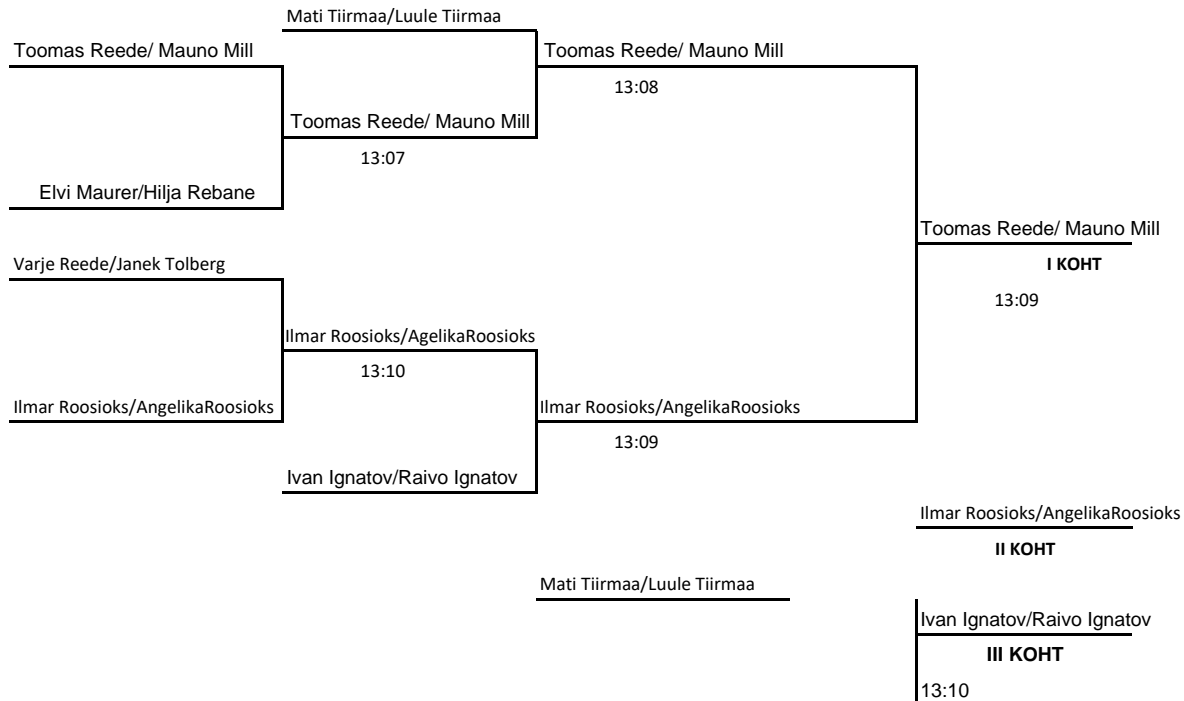 Mati Tiirmaa/Luule Tiirmaa
Toomas Reede/ Mauno Mill
Toomas Reede/ Mauno Mill
13:08
Toomas Reede/ Mauno Mill
13:07
Elvi Maurer/Hilja Rebane
Toomas Reede/ Mauno Mill
Varje Reede/Janek Tolberg
I KOHT
13:09
Ilmar Roosioks/AgelikaRoosioks
13:10
Ilmar Roosioks/AngelikaRoosioks
Ilmar Roosioks/AngelikaRoosioks
13:09
Ivan Ignatov/Raivo Ignatov
Ilmar Roosioks/AngelikaRoosioks
II KOHT
Mati Tiirmaa/Luule Tiirmaa
Ivan Ignatov/Raivo Ignatov
III KOHT
13:10